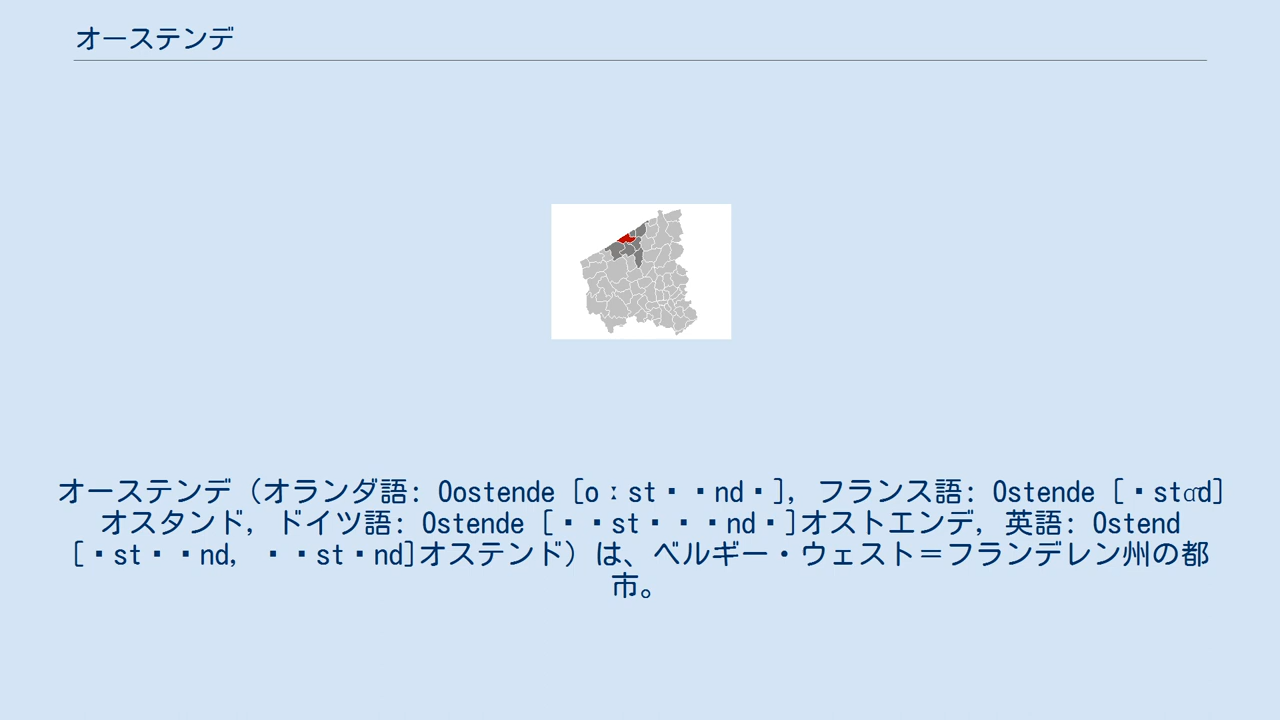 オーステンデ
オーステンデ（オランダ語: Oostende [oːst▪▪nd▪], フランス語: Ostende [▪stɑ̃d]
オスタンド, ドイツ語: Ostende [▪▪st▪▪▪nd▪]オストエンデ, 英語: Ostend
[▪st▪▪nd, ▪▪st▪nd]オステンド）は、ベルギー・ウェスト＝フランデレン州の都
市。